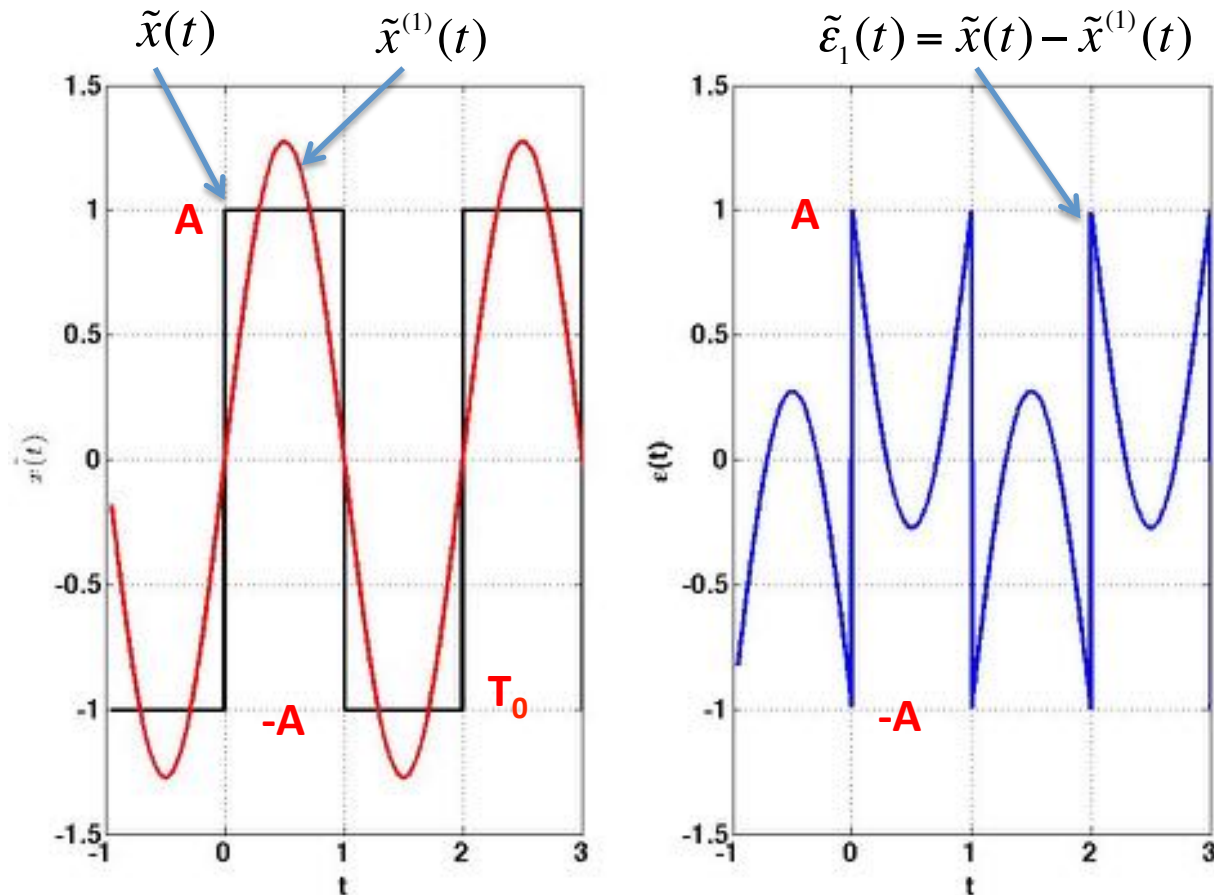 x̃(t) x̃⁽¹⁾(t)
1.5
1
0.5
0
-0.5
-1
-1.5
A
-A
T₀
x̃(t)
-1 0 1 2 3
t
ε̃₁(t) = x̃(t) − x̃⁽¹⁾(t)
1.5
1
0.5
0
-0.5
-1
-1.5
A
-A
ε(t)
-1 0 1 2 3
t